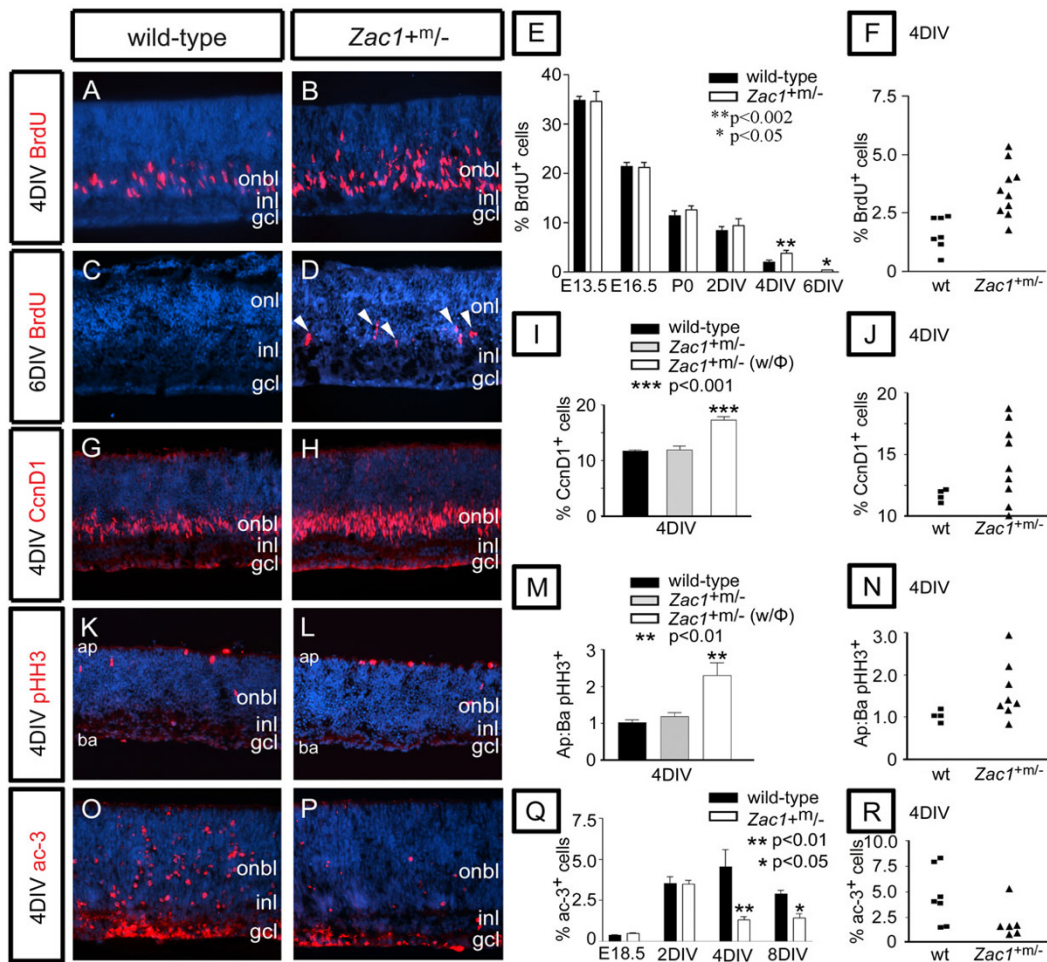 wild-type
Zac1+m/-
4DIV BrdU
A
onbl
inl
gcl
B
onbl
inl
gcl
6DIV BrdU
C
onl
inl
gcl
D
onl
inl
gcl
4DIV CcnD1
G
onbl
inl
gcl
H
onbl
inl
gcl
4DIV pHH3
K
ap
onbl
inl
gcl
ba
L
ap
onbl
inl
gcl
ba
4DIV ac-3
O
onbl
inl
gcl
P
onbl
inl
gcl
E
wild-type
Zac1+m/-
**p<0.002
* p<0.05
% BrdU+ cells
40
30
20
10
0
**
*
E13.5 E16.5 P0 2DIV 4DIV 6DIV
F 4DIV
% BrdU+ cells
7.5
5.0
2.5
0
wt Zac1+m/-
I
wild-type
Zac1+m/-
Zac1+m/- (w/Φ)
*** p<0.001
% CcnD1+ cells
20
10
0
***
4DIV
J 4DIV
% CcnD1+ cells
20
15
10
wt Zac1+m/-
M
wild-type
Zac1+m/-
Zac1+m/- (w/Φ)
** p<0.01
Ap:Ba pHH3+
3
2
1
0
**
4DIV
N 4DIV
Ap:Ba pHH3+
3.0
2.0
1.0
0
wt Zac1+m/-
Q
wild-type
Zac1+m/-
** p<0.01
* p<0.05
% ac-3+ cells
7.5
5.0
2.5
0
**
*
E18.5 2DIV 4DIV 8DIV
R 4DIV
% ac-3+ cells
10.0
7.5
5.0
2.5
0
wt Zac1+m/-